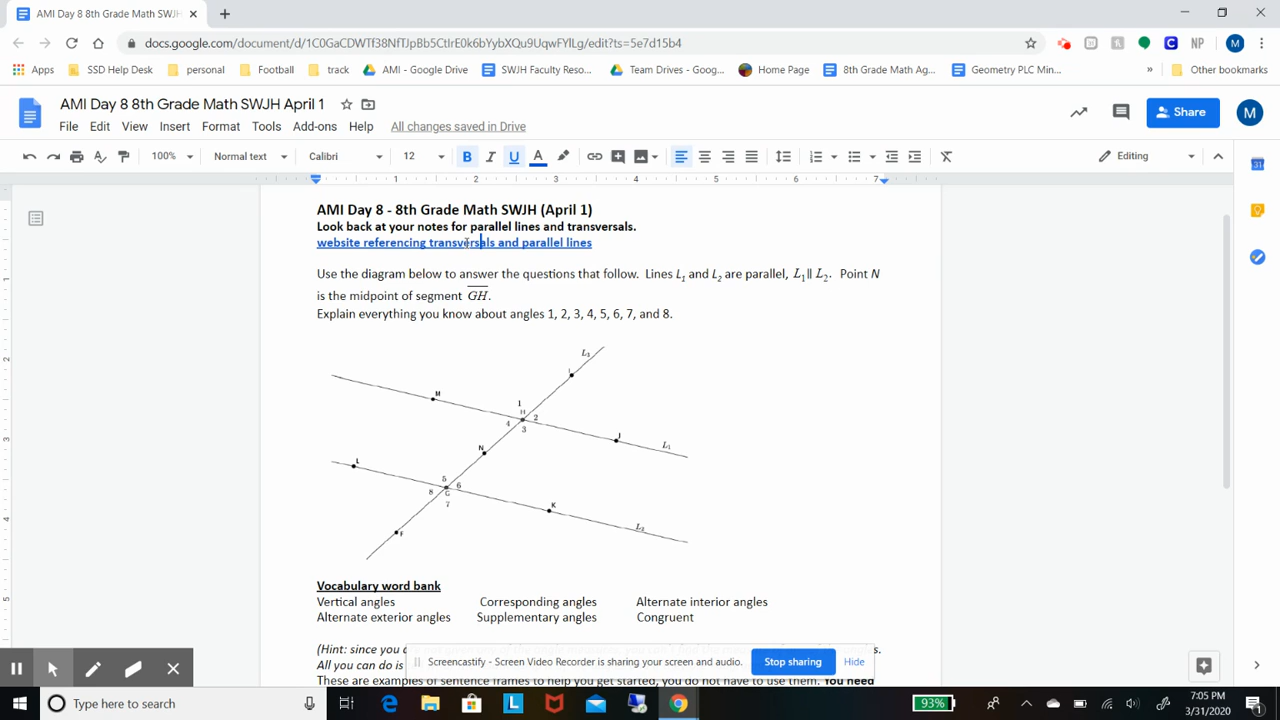 AMI Day 8 8th Grade Math SWJH
docs.google.com/document/d/1C0GaCDWTf38NfTJpBb5CtIrE0k6bYybXQu9UqwFYlLg/edit?ts=5e7d15b4
NP
M
Apps
SSD Help Desk
personal
Football
track
AMI - Google Drive
SWJH Faculty Reso...
Team Drives - Goog...
Home Page
8th Grade Math Ag...
Geometry PLC Min...
»
Other bookmarks
AMI Day 8 8th Grade Math SWJH April 1
Share
M
File Edit View Insert Format Tools Add-ons Help All changes saved in Drive
100% Normal text Calibri 12 B I U A Editing
1 2 3 4 5 6 7
AMI Day 8 - 8th Grade Math SWJH (April 1)
Look back at your notes for parallel lines and transversals.
website referencing transversals and parallel lines
Use the diagram below to answer the questions that follow. Lines L1 and L2 are parallel, L1∥ L2. Point N
is the midpoint of segment GH.
Explain everything you know about angles 1, 2, 3, 4, 5, 6, 7, and 8.
L3
M
1
H
2
4
3
J
L1
N
L
5
6
8
G
7
K
L2
F
Vocabulary word bank
Vertical angles Corresponding angles Alternate interior angles
Alternate exterior angles Supplementary angles Congruent
(Hint: since you
All you can do is
These are examples of sentence frames to help you get started, you do not have to use them. You need
Screencastify - Screen Video Recorder is sharing your screen and audio.
Stop sharing
Hide
Type here to search
93%
7:05 PM
3/31/2020